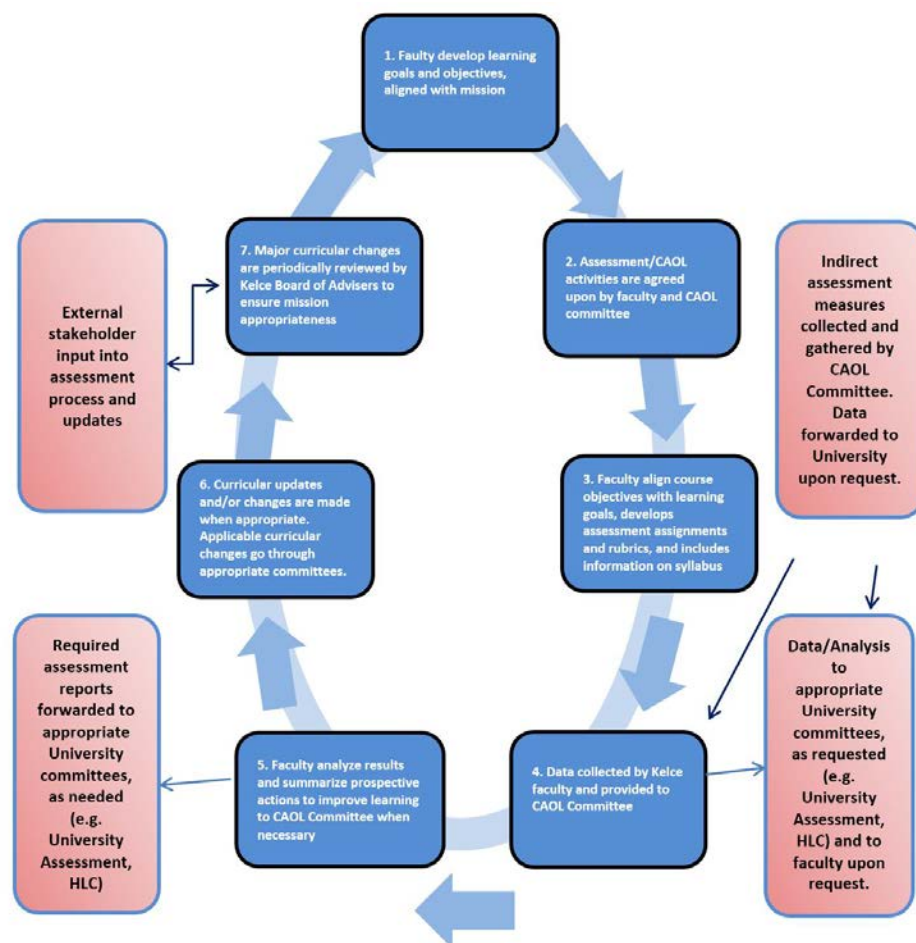 1. Faulty develop learning
goals and objectives,
aligned with mission
2. Assessment/CAOL
activities are agreed
upon by faculty and CAOL
committee
Indirect
assessment
measures
collected and
gathered by
CAOL
Committee.
Data
forwarded to
University upon
request.
3. Faculty align course
objectives with learning
goals, develops
assessment assignments
and rubrics, and includes
information on syllabus
4. Data collected by Kelce
faculty and provided to
CAOL Committee
Data/Analysis
to
appropriate
University
committees,
as requested
(e.g.
University
Assessment,
HLC) and to
faculty upon
request.
5. Faculty analyze results
and summarize prospective
actions to improve learning
to CAOL Committee when
necessary
Required
assessment
reports
forwarded to
appropriate
University
committees,
as needed
(e.g.
University
Assessment,
HLC)
6. Curricular updates
and/or changes are made
when appropriate.
Applicable curricular
changes go through
appropriate committees.
7. Major curricular changes
are periodically reviewed by
Kelce Board of Advisers to
ensure mission
appropriateness
External
stakeholder
input into
assessment
process and
updates